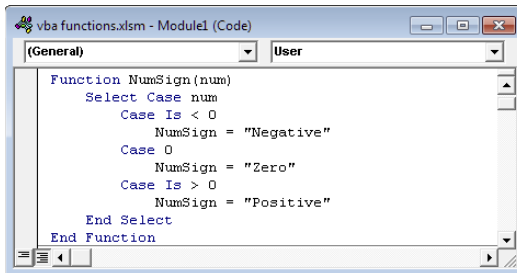 vba functions.xlsm - Module1 (Code)
(General) User
Function NumSign(num)
    Select Case num
        Case Is < 0
            NumSign = "Negative"
        Case 0
            NumSign = "Zero"
        Case Is > 0
            NumSign = "Positive"
    End Select
End Function